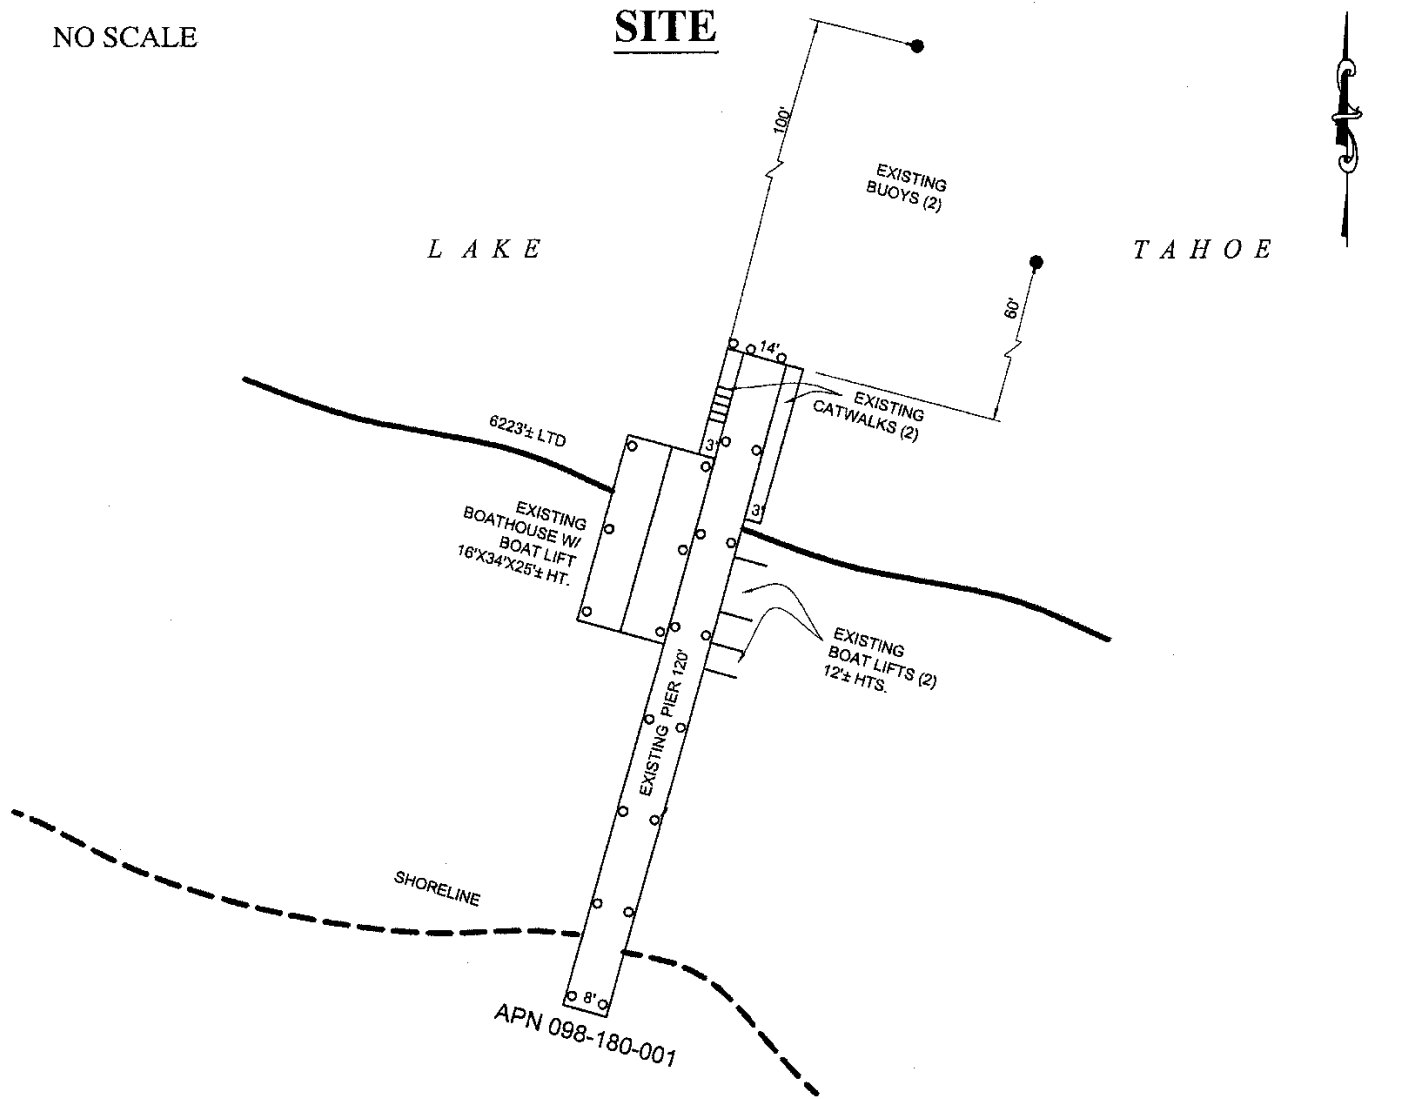 NO SCALE
SITE
100'
EXISTING
BUOYS (2)
LAKE
TAHOE
60'
14'
EXISTING
CATWALKS (2)
6223'± LTD
3'
3'
EXISTING
BOATHOUSE W/
BOAT LIFT
16'X34'X25'± HT.
EXISTING
BOAT LIFTS (2)
12'± HTS.
EXISTING PIER 120'
SHORELINE
8'
APN 098-180-001